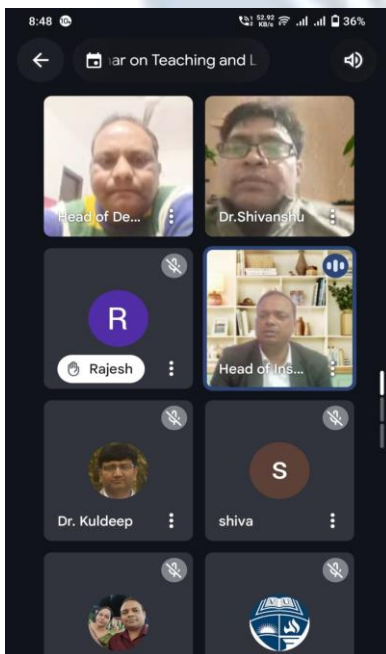 8:48
52.92 KB/s 36%
ar on Teaching and L
Head of De...
Dr.Shivanshu
R
Rajesh
Head of Ins...
Dr. Kuldeep
S
shiva